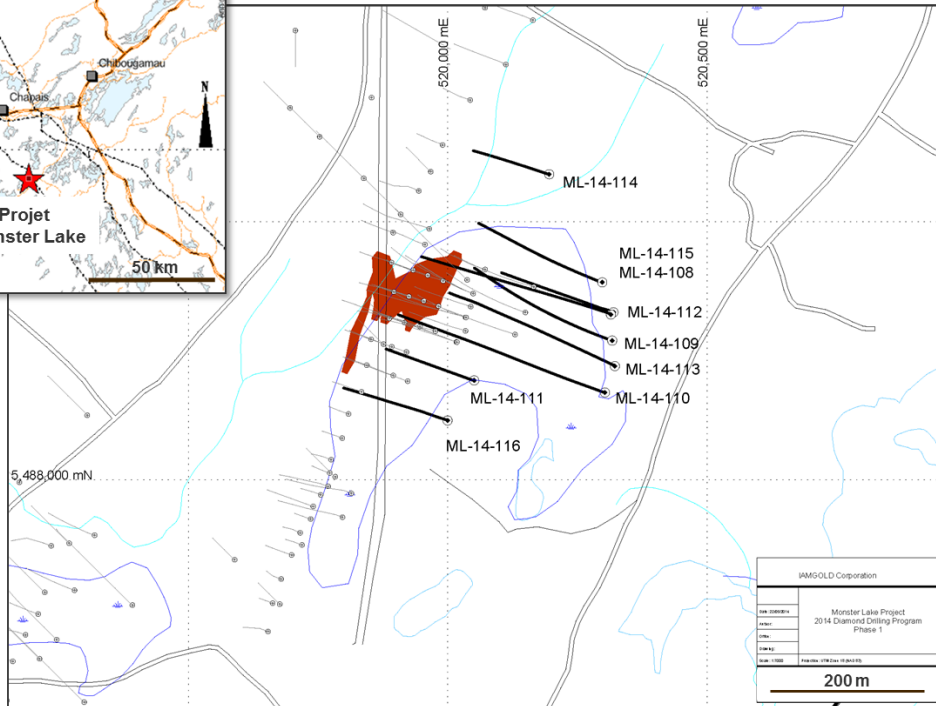 Chibougamau
Chapais
N
Projet
nster Lake
50 km
520,000 mE
520,500 mE
ML-14-114
ML-14-115
ML-14-108
ML-14-112
ML-14-109
ML-14-113
ML-14-110
ML-14-111
ML-14-116
5,488,000 mN
IAMGOLD Corporation
Monster Lake Project
2014 Diamond Drilling Program
Phase 1
200 m